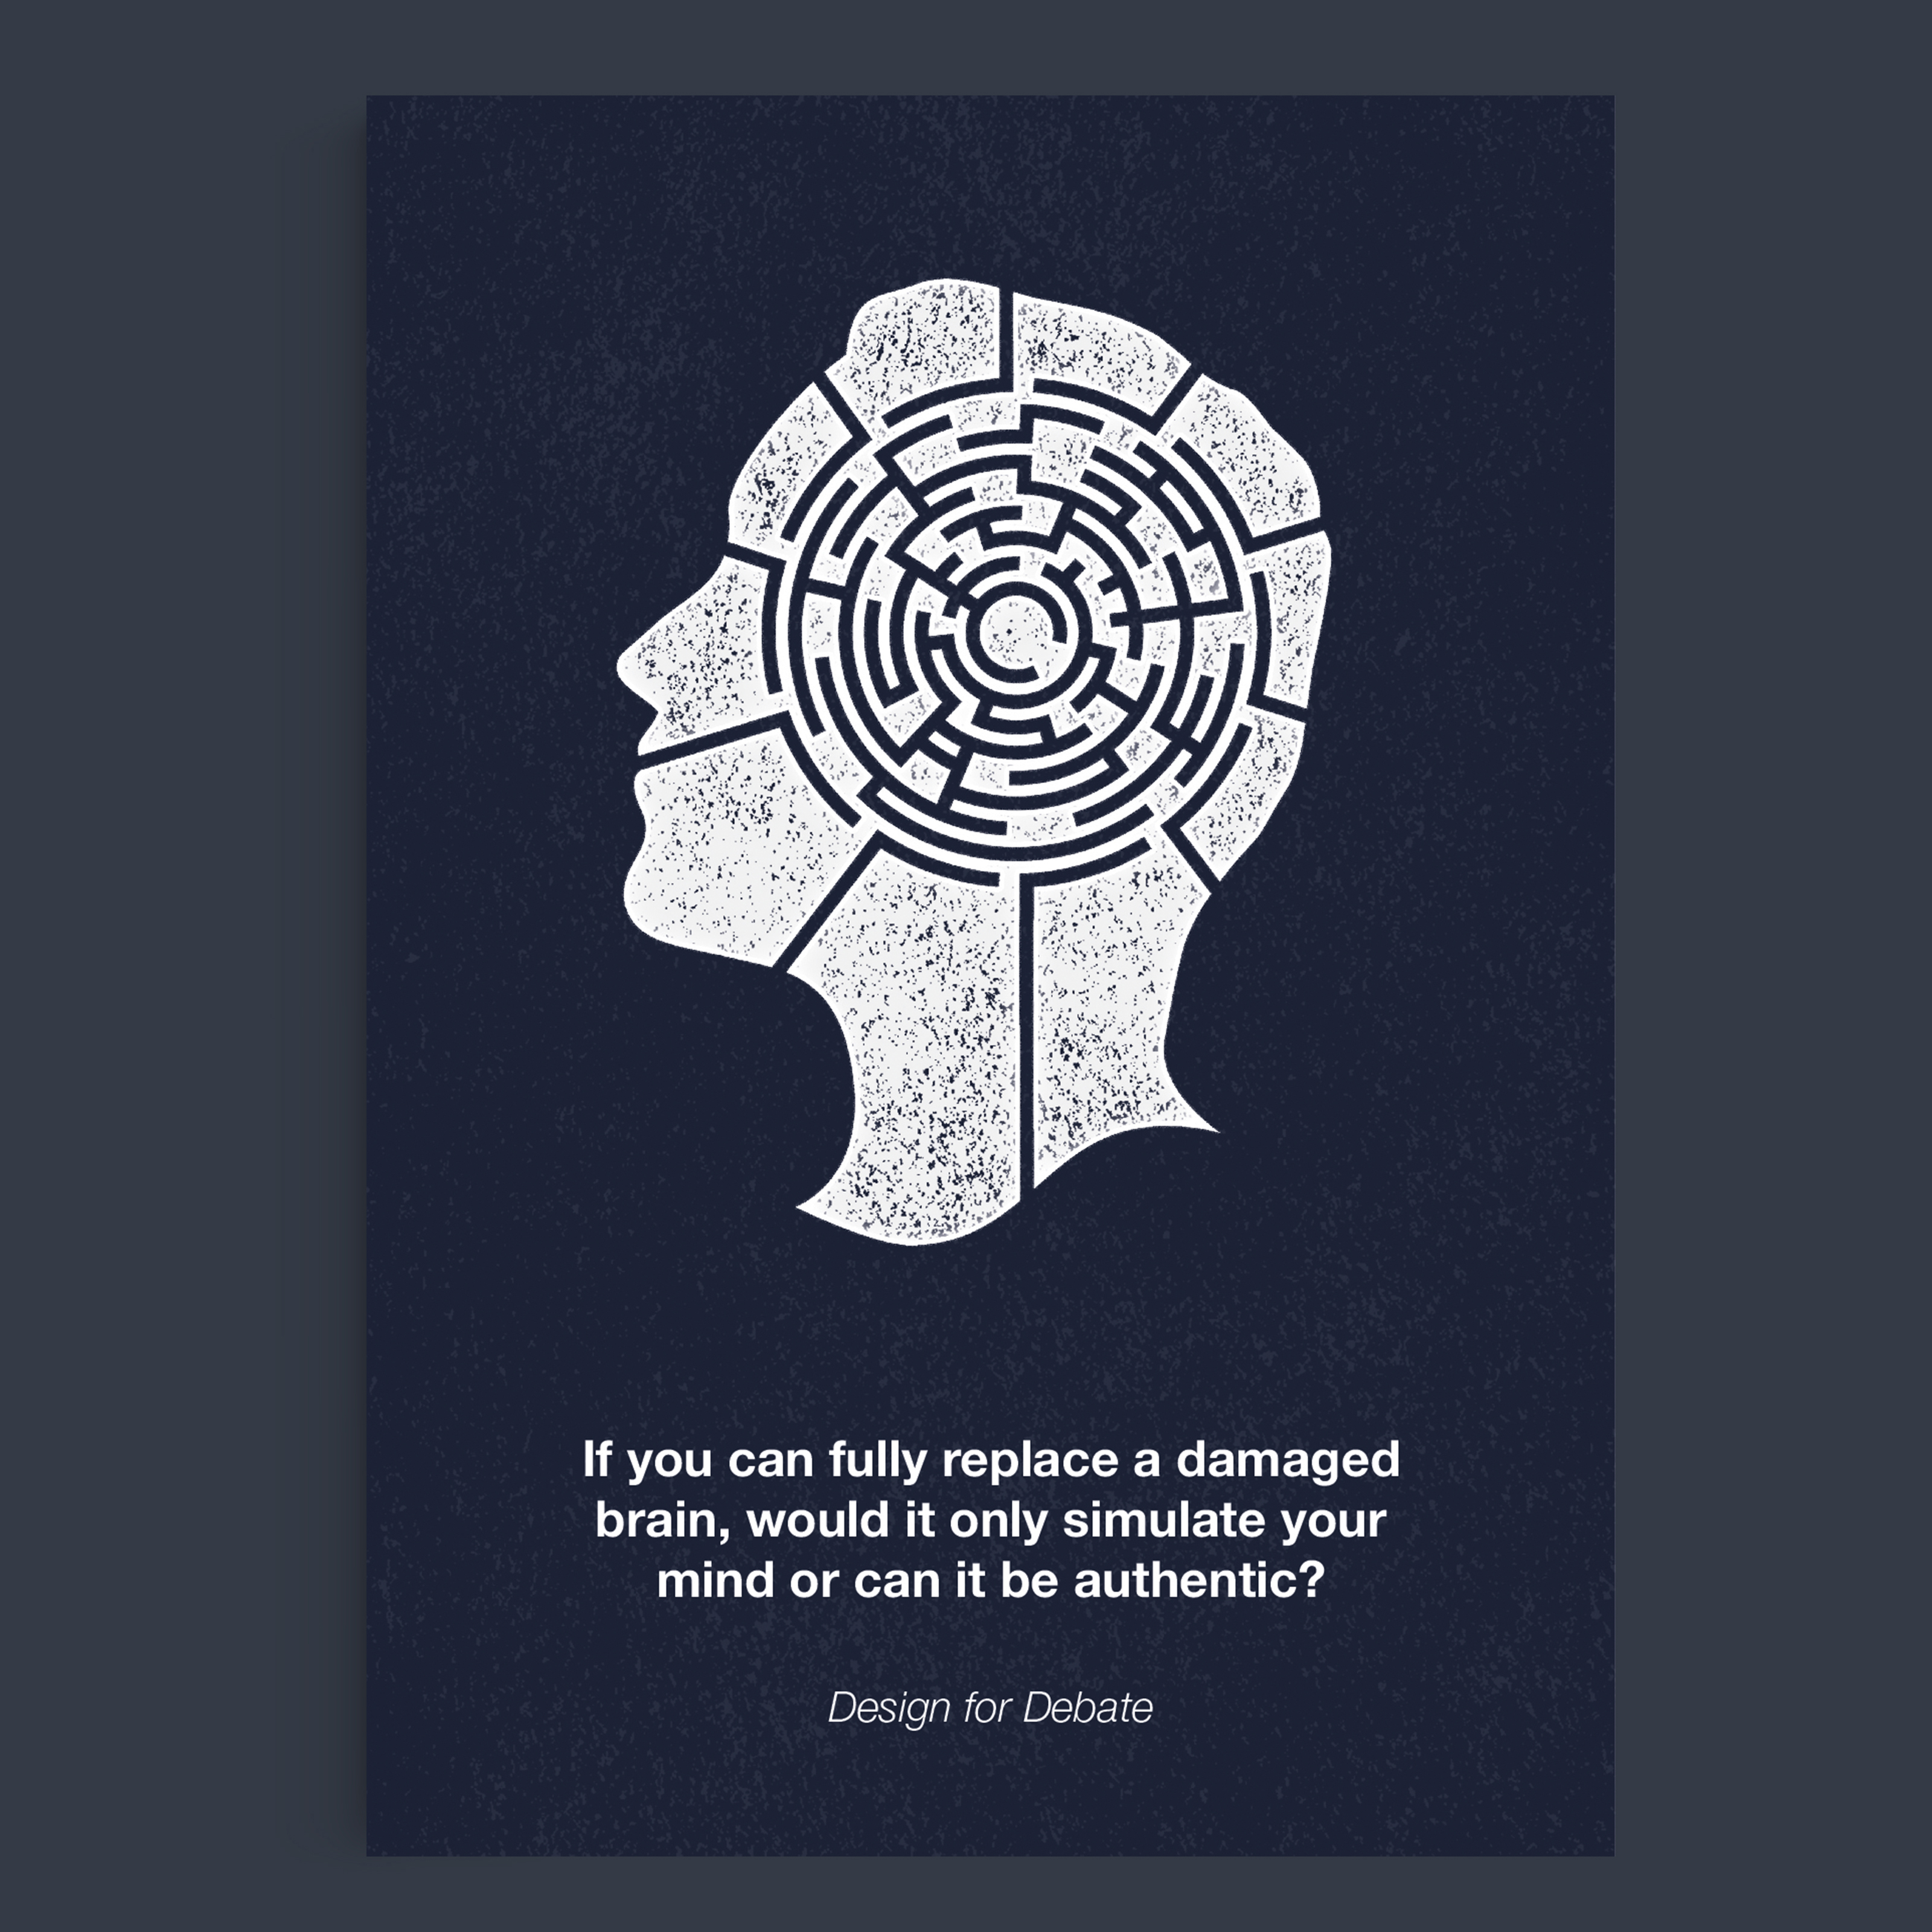 If you can fully replace a damaged
brain, would it only simulate your
mind or can it be authentic?
Design for Debate